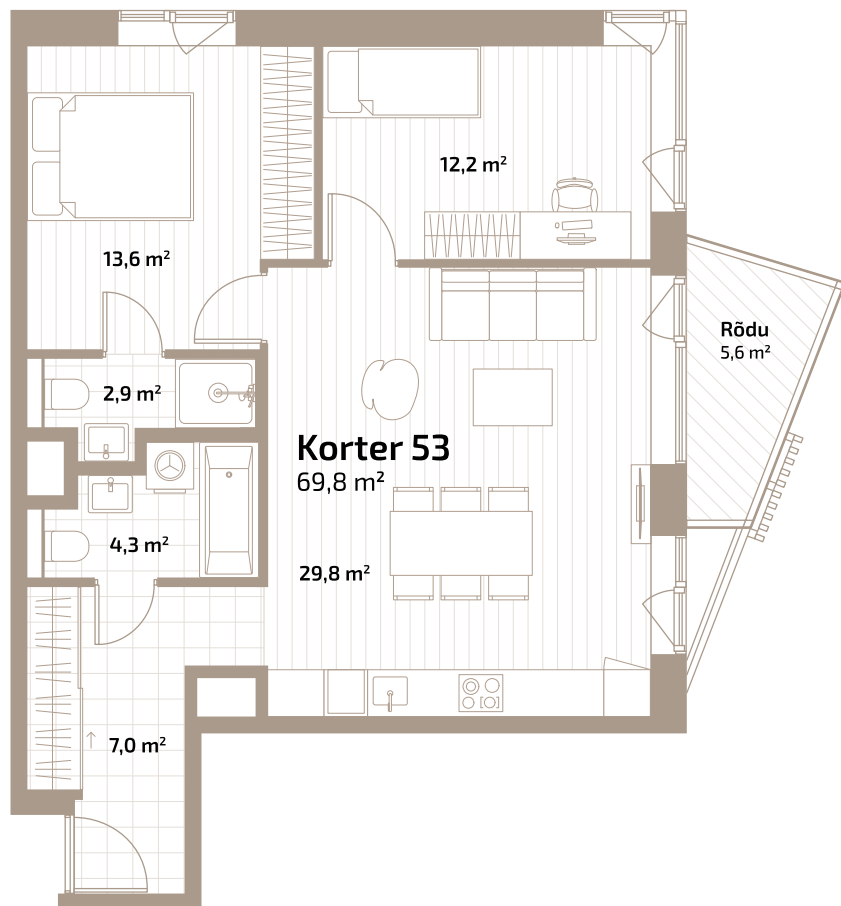 12,2 m²
13,6 m²
Rõdu
5,6 m²
2,9 m²
Korter 53
69,8 m²
4,3 m²
29,8 m²
7,0 m²